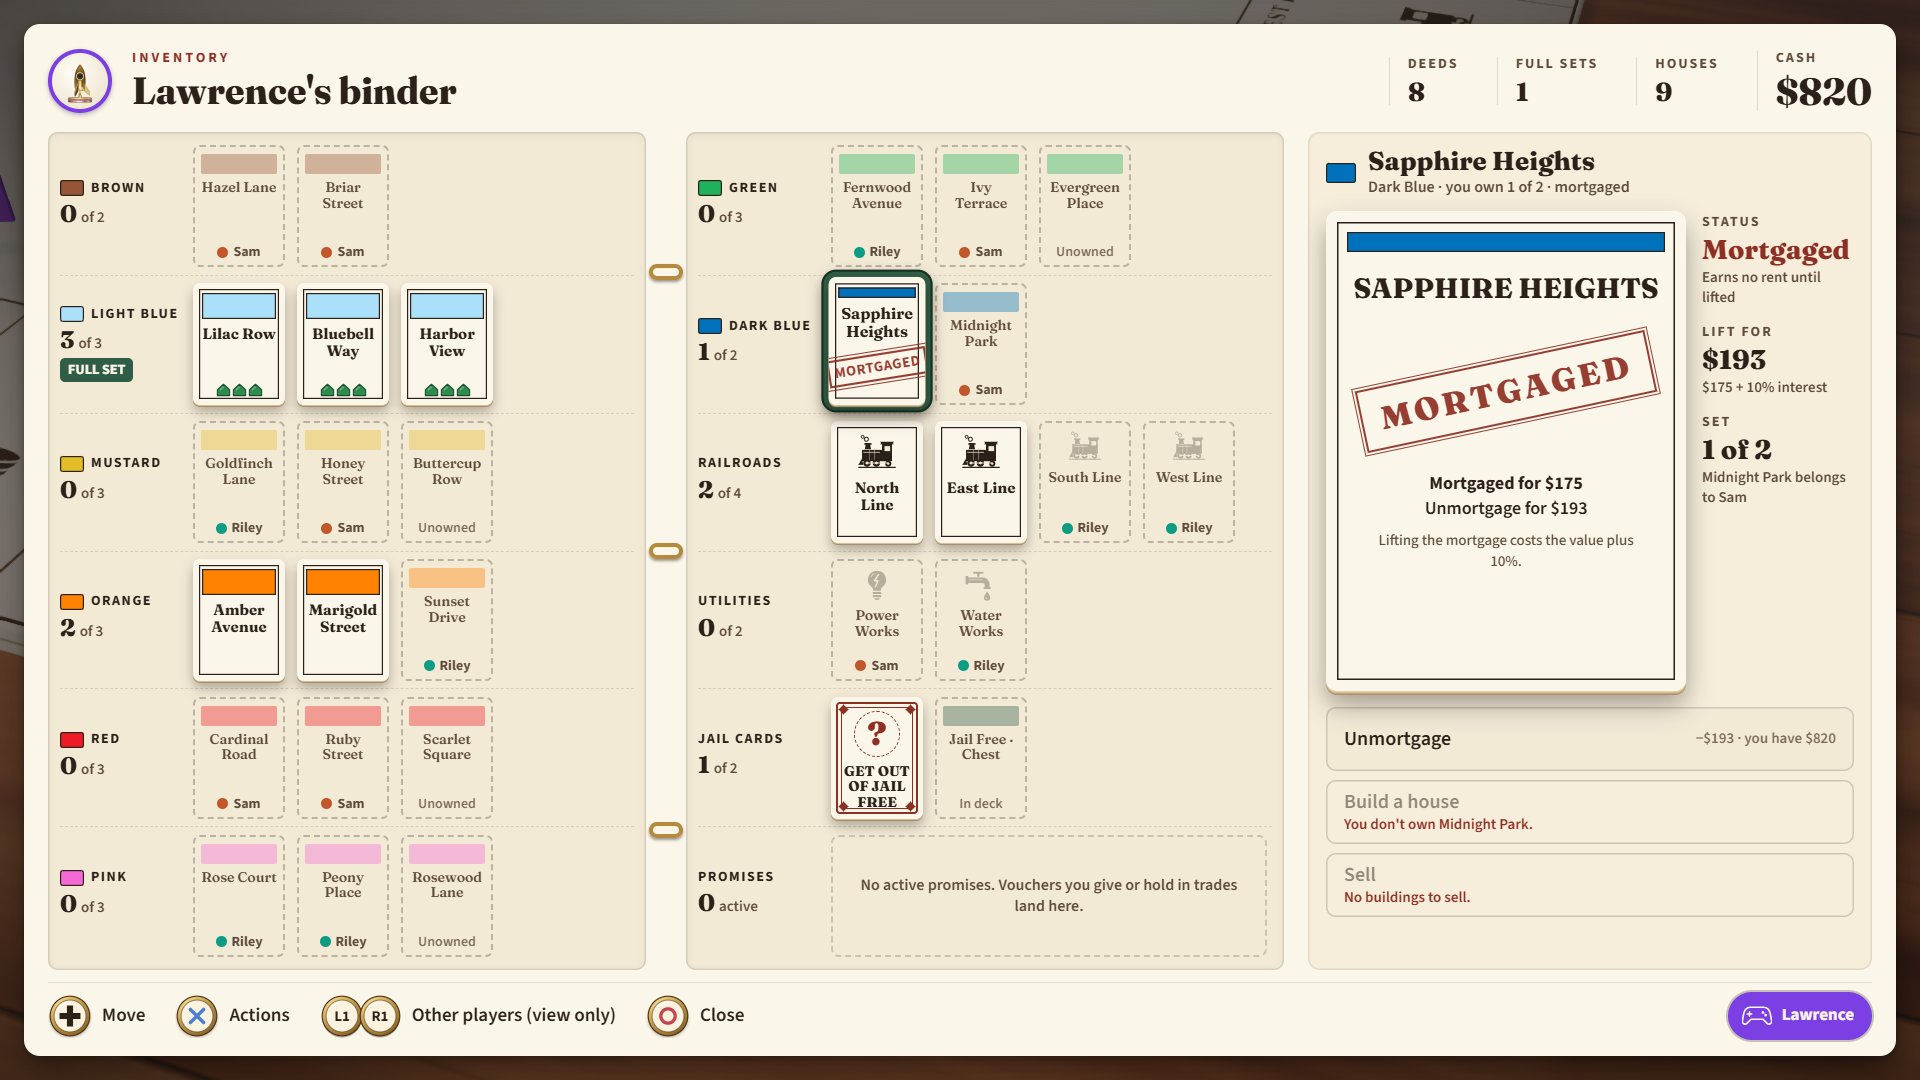 INVENTORY
Lawrence's binder
DEEDS
8
FULL SETS
1
HOUSES
9
CASH
$820
BROWN
0 of 2
Hazel Lane
Sam
Briar
Street
Sam
LIGHT BLUE
3 of 3
FULL SET
Lilac Row
Bluebell
Way
Harbor
View
MUSTARD
0 of 3
Goldfinch
Lane
Riley
Honey
Street
Sam
Buttercup
Row
Unowned
ORANGE
2 of 3
Amber
Avenue
Marigold
Street
Sunset
Drive
Riley
RED
0 of 3
Cardinal
Road
Sam
Ruby
Street
Sam
Scarlet
Square
Unowned
PINK
0 of 3
Rose Court
Riley
Peony
Place
Riley
Rosewood
Lane
Unowned
GREEN
0 of 3
Fernwood
Avenue
Riley
Ivy
Terrace
Sam
Evergreen
Place
Unowned
DARK BLUE
1 of 2
Sapphire
Heights
MORTGAGED
Midnight
Park
Sam
RAILROADS
2 of 4
North
Line
East Line
South Line
Riley
West Line
Riley
UTILITIES
0 of 2
Power
Works
Sam
Water
Works
Riley
JAIL CARDS
1 of 2
?
GET OUT
OF JAIL
FREE
Jail Free ·
Chest
In deck
PROMISES
0 active
No active promises. Vouchers you give or hold in trades
land here.
Sapphire Heights
Dark Blue · you own 1 of 2 · mortgaged
SAPPHIRE HEIGHTS
MORTGAGED
Mortgaged for $175
Unmortgage for $193
Lifting the mortgage costs the value plus
10%.
STATUS
Mortgaged
Earns no rent until
lifted
LIFT FOR
$193
$175 + 10% interest
SET
1 of 2
Midnight Park belongs
to Sam
Unmortgage
−$193 · you have $820
Build a house
You don't own Midnight Park.
Sell
No buildings to sell.
Move
Actions
L1
R1
Other players (view only)
Close
Lawrence